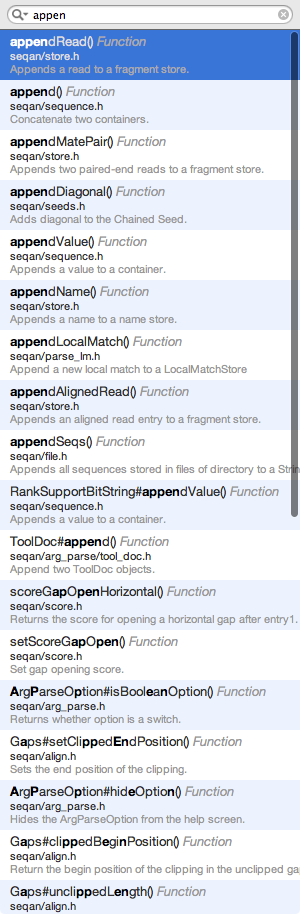 appen
appendRead() Function
seqan/store.h
Appends a read to a fragment store.
append() Function
seqan/sequence.h
Concatenate two containers.
appendMatePair() Function
seqan/store.h
Appends two paired-end reads to a fragment store.
appendDiagonal() Function
seqan/seeds.h
Adds diagonal to the Chained Seed.
appendValue() Function
seqan/sequence.h
Appends a value to a container.
appendName() Function
seqan/store.h
Appends a name to a name store.
appendLocalMatch() Function
seqan/parse_lm.h
Append a new local match to a LocalMatchStore
appendAlignedRead() Function
seqan/store.h
Appends an aligned read entry to a fragment store.
appendSeqs() Function
seqan/file.h
Appends all sequences stored in files of directory to a Strin
RankSupportBitString#appendValue() Function
seqan/sequence.h
Appends a value to a container.
ToolDoc#append() Function
seqan/arg_parse/tool_doc.h
Append two ToolDoc objects.
scoreGapOpenHorizontal() Function
seqan/score.h
Returns the score for opening a horizontal gap after entry1.
setScoreGapOpen() Function
seqan/score.h
Set gap opening score.
ArgParseOption#isBooleanOption() Function
seqan/arg_parse.h
Returns whether option is a switch.
Gaps#setClippedEndPosition() Function
seqan/align.h
Sets the end position of the clipping.
ArgParseOption#hideOption() Function
seqan/arg_parse.h
Hides the ArgParseOption from the help screen.
Gaps#clippedBeginPosition() Function
seqan/align.h
Return the begin position of the clipping in the unclipped ga
Gaps#unclippedLength() Function
seqan/align.h